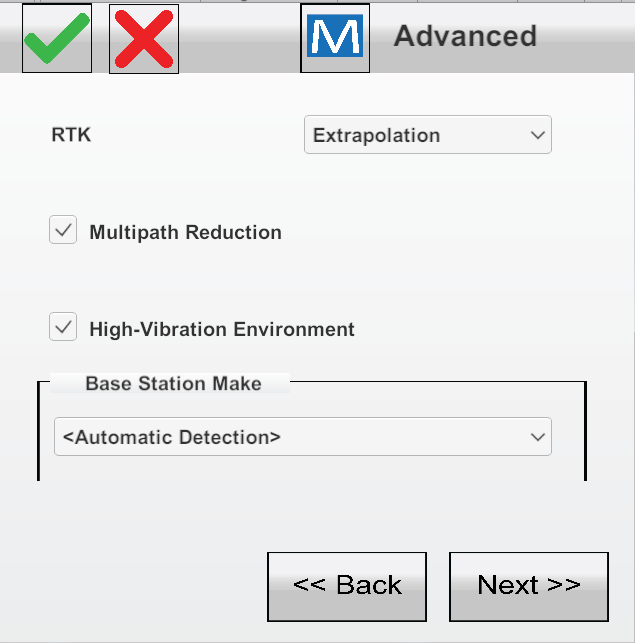 M Advanced
RTK Extrapolation
Multipath Reduction
High-Vibration Environment
Base Station Make
<Automatic Detection>
<< Back Next >>